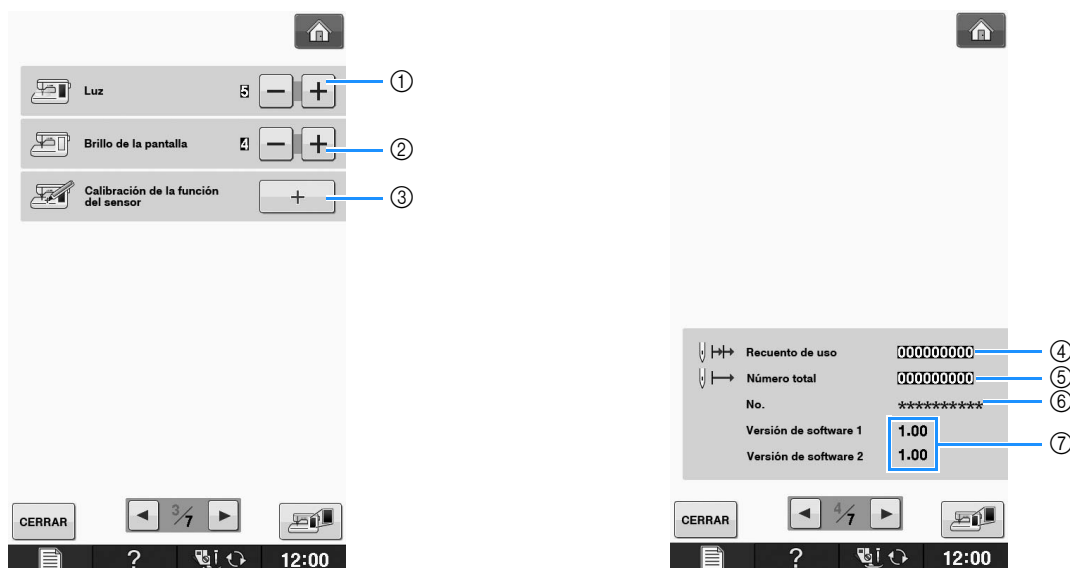 Luz 5 − + ①
Brillo de la pantalla 4 − + ②
Calibración de la función
del sensor + ③
CERRAR ◄ 3/7 ►
? 12:00
Recuento de uso 000000000 ④
Número total 000000000 ⑤
No. ********** ⑥
Versión de software 1 1.00
Versión de software 2 1.00 ⑦
CERRAR ◄ 4/7 ►
? 12:00